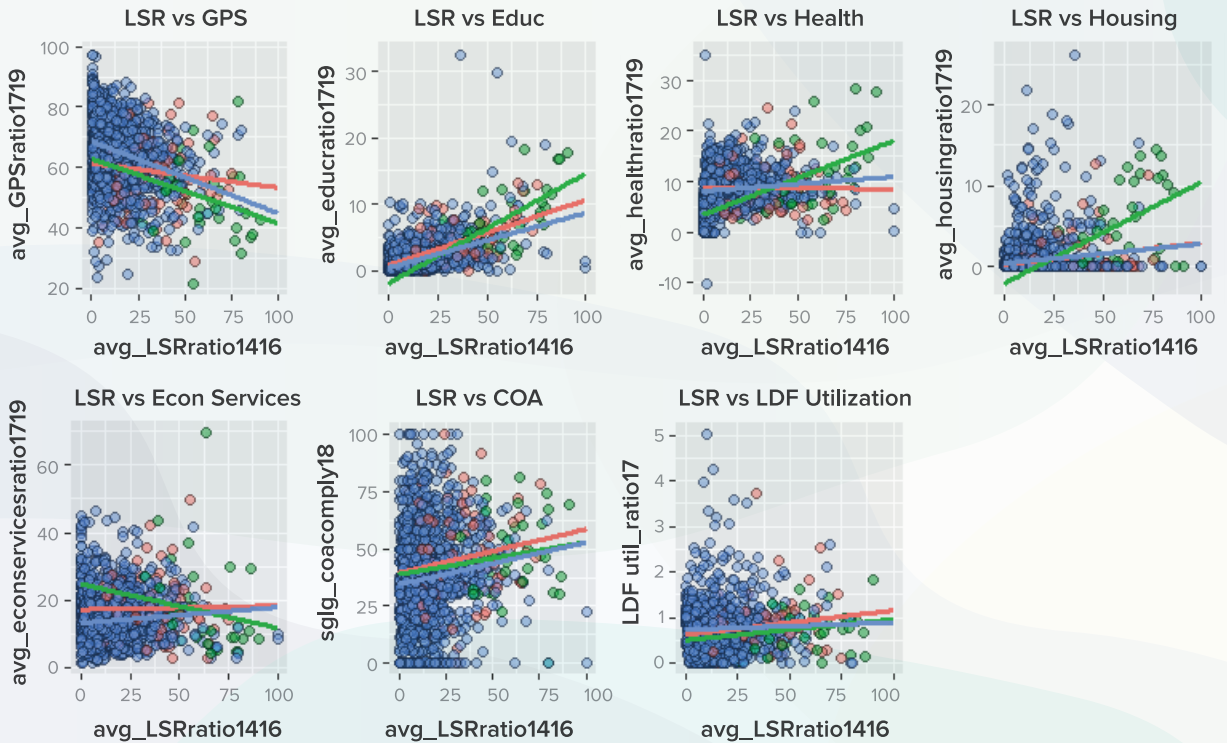 LSR vs GPS
avg_GPSratio1719
100
80
60
40
20
0 25 50 75 100
avg_LSRratio1416
LSR vs Educ
avg_educratio1719
30
20
10
0
0 25 50 75 100
avg_LSRratio1416
LSR vs Health
avg_healthratio1719
30
20
10
0
-10
0 25 50 75 100
avg_LSRratio1416
LSR vs Housing
avg_housingratio1719
20
10
0
0 25 50 75 100
avg_LSRratio1416
LSR vs Econ Services
avg_econservicesratio1719
60
40
20
0
0 25 50 75 100
avg_LSRratio1416
LSR vs COA
sglg_coacomply18
100
75
50
25
0
0 25 50 75 100
avg_LSRratio1416
LSR vs LDF Utilization
LDF util_ratio17
5
4
3
2
1
0
0 25 50 75 100
avg_LSRratio1416